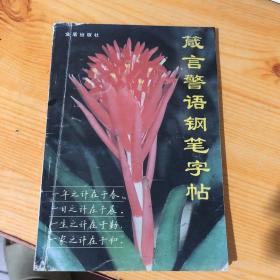 金盾出版社
箴言警语钢笔字帖
一年之计在于春。
一日之计在于晨。
一生之计在于勤。
一家之计在于和。